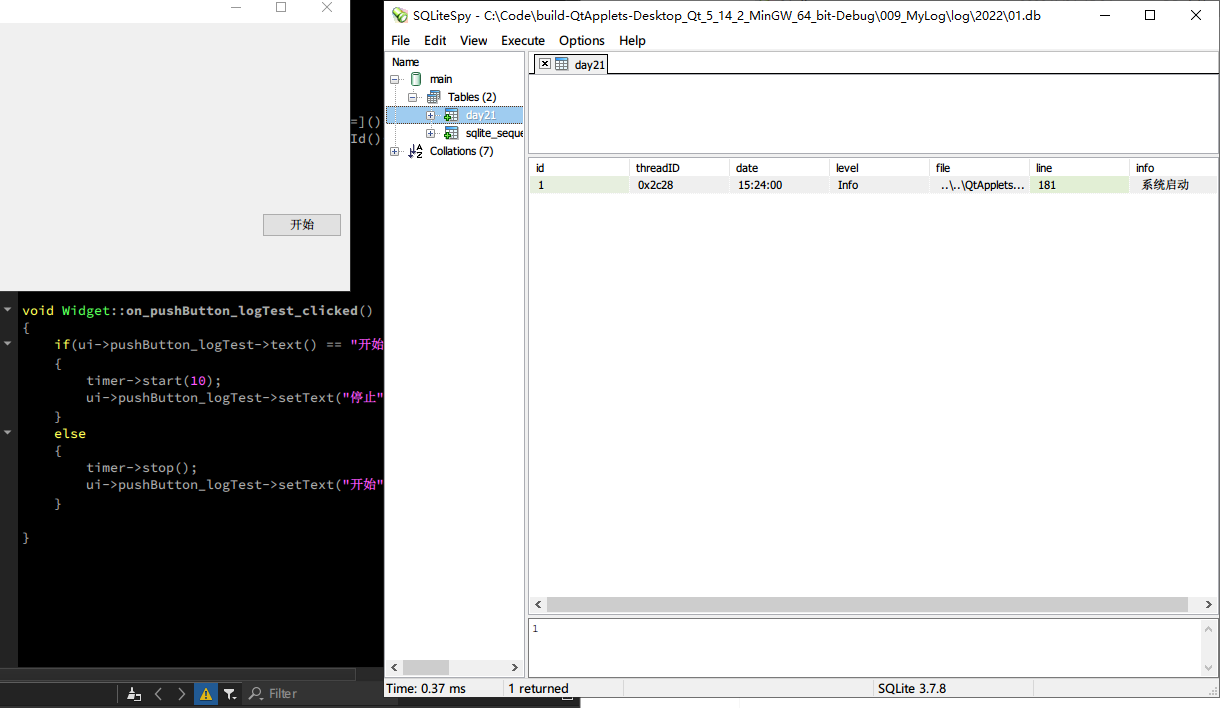 SQLiteSpy - C:\Code\build-QtApplets-Desktop_Qt_5_14_2_MinGW_64_bit-Debug\009_MyLog\log\2022\01.db
File Edit View Execute Options Help
Name
main
Tables (2)
day21
sqlite_seque
Collations (7)
day21
id threadID date level file line info
1 0x2c28 15:24:00 Info ..\..\QtApplets... 181 系统启动
1
Time: 0.37 ms 1 returned SQLite 3.7.8
=]()
Id()
开始
void Widget::on_pushButton_logTest_clicked()
{
if(ui->pushButton_logTest->text() == "开始
{
timer->start(10);
ui->pushButton_logTest->setText("停止"
}
else
{
timer->stop();
ui->pushButton_logTest->setText("开始"
}
}
Filter